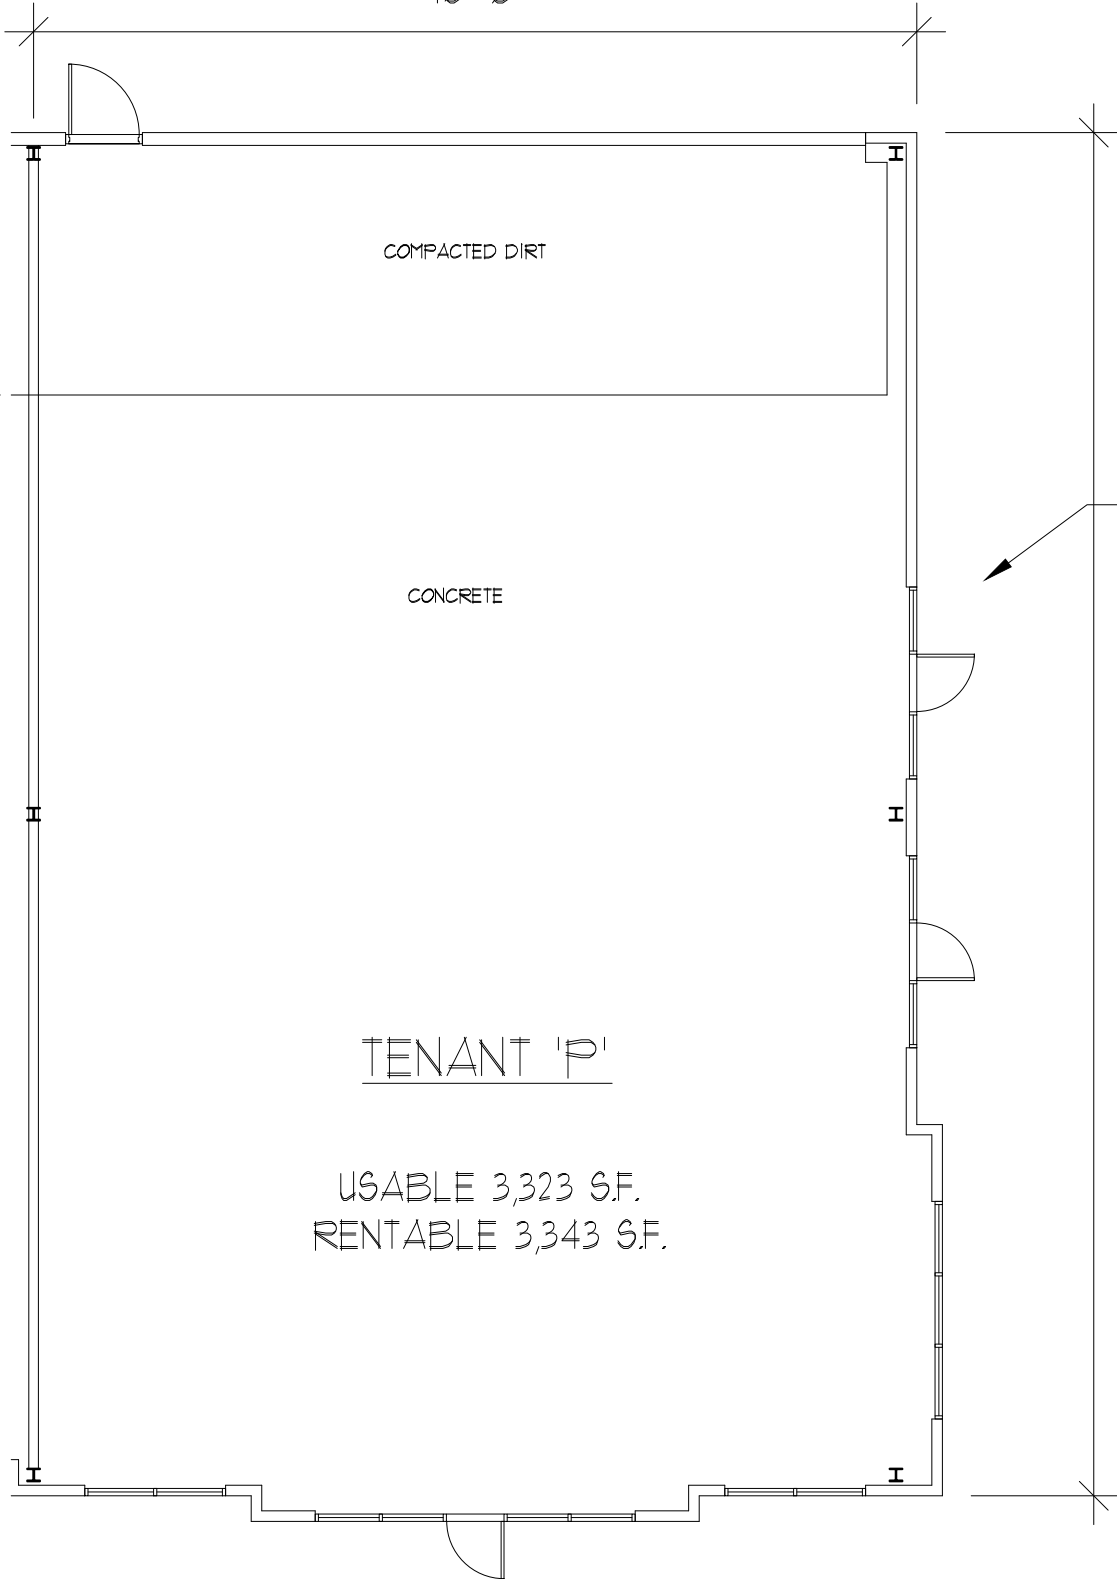 COMPACTED DIRT
CONCRETE
TENANT 'P'
USABLE 3,323 S.F.
RENTABLE 3,343 S.F.